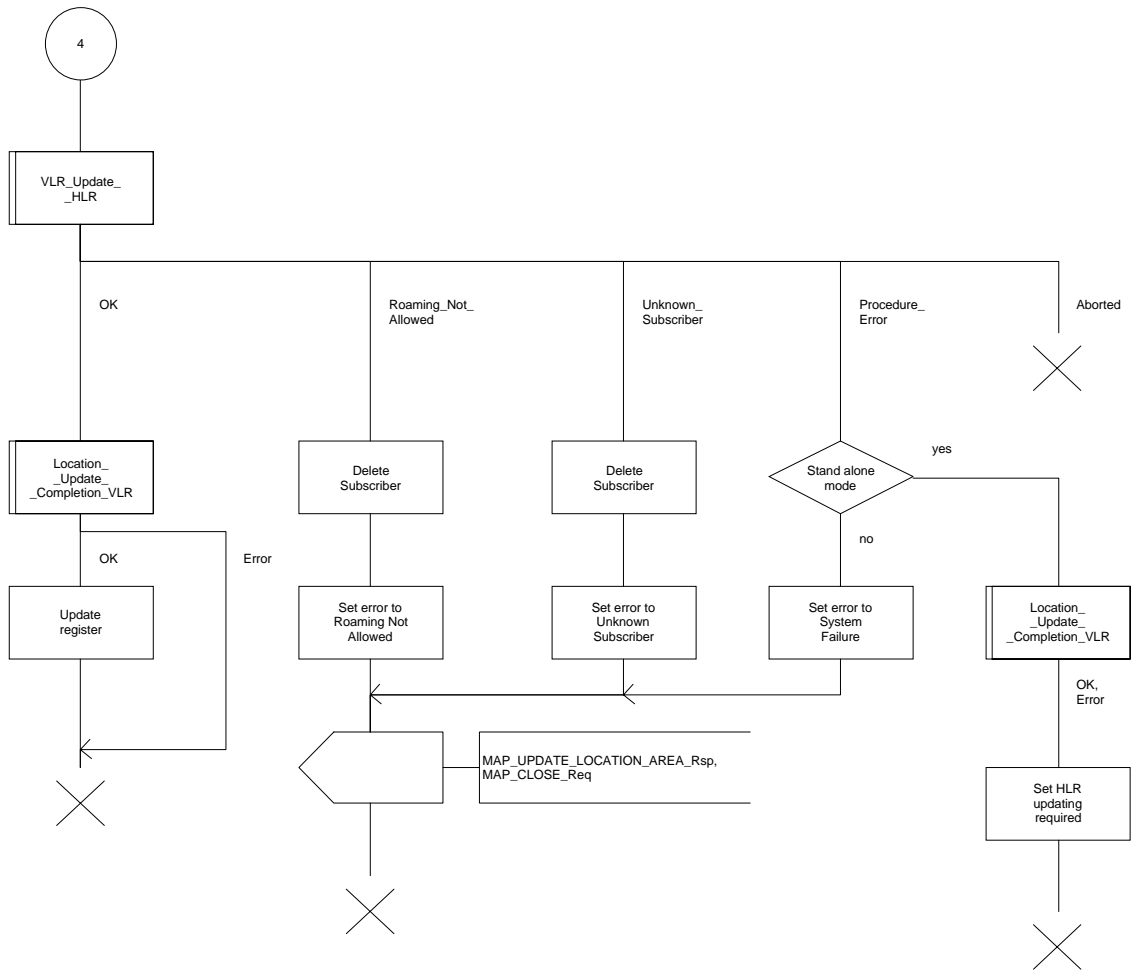 4
VLR_Update_
_HLR
OK
Roaming_Not_
Allowed
Unknown_
Subscriber
Procedure_
Error
Aborted
Location_
_Update_
_Completion_VLR
Delete
Subscriber
Delete
Subscriber
Stand alone
mode
yes
OK
Error
no
Update
register
Set error to
Roaming Not
Allowed
Set error to
Unknown
Subscriber
Set error to
System
Failure
Location_
_Update_
_Completion_VLR
OK,
Error
MAP_UPDATE_LOCATION_AREA_Rsp,
MAP_CLOSE_Req
Set HLR
updating
required